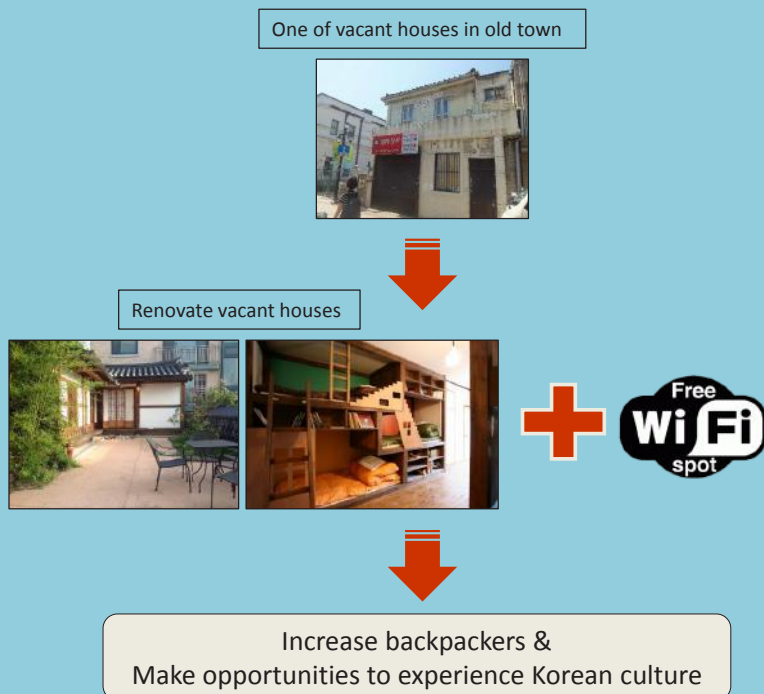 One of vacant houses in old town
Renovate vacant houses
Free
Wi Fi
spot
Increase backpackers &
Make opportunities to experience Korean culture